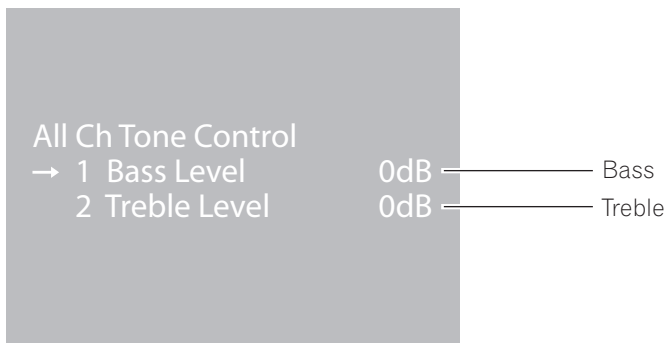 All Ch Tone Control
→ 1 Bass Level 0dB Bass
2 Treble Level 0dB Treble